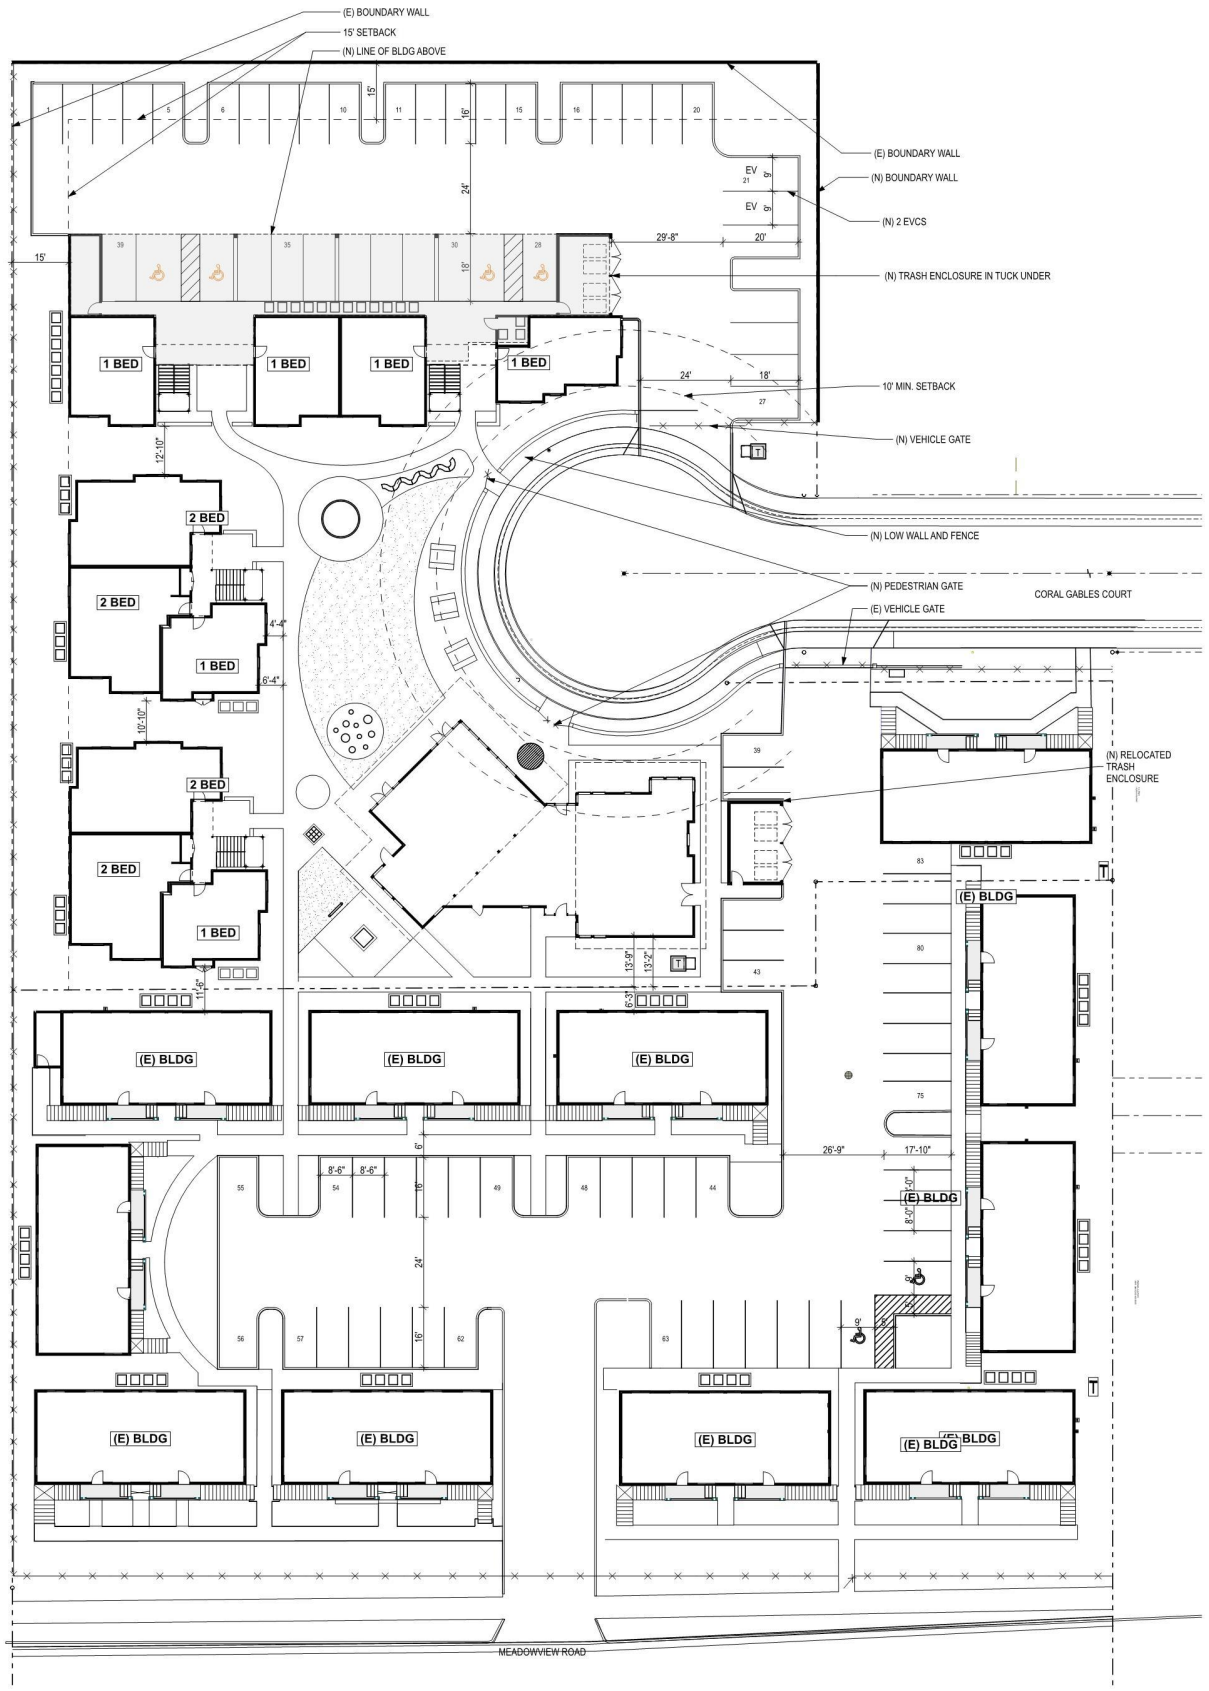 (E) BOUNDARY WALL
15' SETBACK
(N) LINE OF BLDG ABOVE
15'
1
5
6
10
11
16'
15
16
20
(E) BOUNDARY WALL
(N) BOUNDARY WALL
EV
21
9'
EV
9'
24'
(N) 2 EVCS
29'-8"
20'
15'
39
35
30
28
18'
(N) TRASH ENCLOSURE IN TUCK UNDER
1 BED
1 BED
1 BED
1 BED
24'
18'
27
10' MIN. SETBACK
(N) VEHICLE GATE
T
12'-10"
2 BED
(N) LOW WALL AND FENCE
2 BED
(N) PEDESTRIAN GATE
CORAL GABLES COURT
(E) VEHICLE GATE
4'-4"
1 BED
6'-4"
10'-10"
39
(N) RELOCATED
TRASH
ENCLOSURE
2 BED
2 BED
83
T
(E) BLDG
1 BED
80
11'-6"
13'-9"
13'-2"
T
43
6'-3"
(E) BLDG
(E) BLDG
(E) BLDG
75
6'
26'-9"
17'-10"
8'-6"
8'-6"
55
54
16'
49
48
44
(E) BLDG
8'-0"
24'
9'
5'
16'
9'
56
57
62
63
(E) BLDG
(E) BLDG
(E) BLDG
(E) BLDG
(E) BLDG
T
MEADOWVIEW ROAD